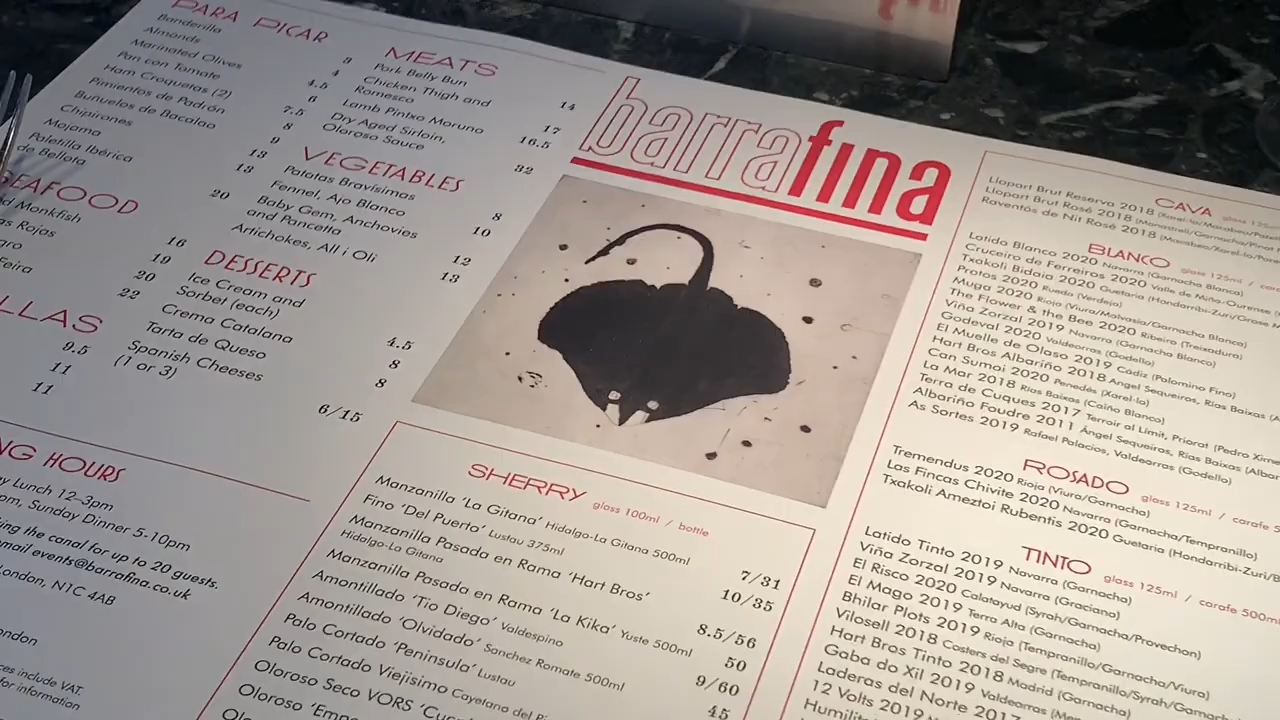 PARA PICAR
Banderilla 3
Almonds 4
Marinated Olives 4.5
Pan con Tomate 6
Ham Croquetas (2) 7.5
Pimientos de Padrón 8
Buñuelos de Bacalao 9
Chipirones 13
Mojama 13
Paletilla Ibérica
de Bellota 20
SEAFOOD
Monkfish 16
Rojas 19
20
Feira 22
LLAS
9.5
11
11
MEATS
Pork Belly Bun
Chicken Thigh and
Romesco 14
Lamb Pintxo Moruno 17
Dry Aged Sirloin, 16.5
Oloroso Sauce
32
VEGETABLES
Patatas Bravísimas 8
Fennel, Ajo Blanco 10
Baby Gem, Anchovies
and Pancetta 12
Artichokes, All i Oli 13
DESSERTS
Ice Cream and
Sorbet (each) 4.5
Crema Catalana 8
Tarta de Queso 8
Spanish Cheeses
(1 or 3) 6/15
HOURS
Lunch 12-3pm
Sunday Dinner 5-10pm
the canal for up to 20 guests.
email events@barrafina.co.uk
London, N1C 4AB
include VAT.
for information
barrafina
SHERRY glass 100ml / bottle
Manzanilla 'La Gitana' Hidalgo-La Gitana 500ml 7/31
Fino 'Del Puerto' Lustau 375ml 10/35
Manzanilla Pasada en Rama 'Hart Bros'
Hidalgo-La Gitana 8.5/56
Manzanilla Pasada en Rama 'La Kika' Yuste 500ml 50
Amontillado 'Tio Diego' Valdespino 9/60
Amontillado 'Olvidado' Sanchez Romate 500ml 45
Palo Cortado 'Peninsula' Lustau
Palo Cortado Viejísimo Cayetano del
Oloroso Seco VORS
Oloroso
CAVA glass
Llopart Brut Reserva 2018
Llopart Brut Rosé 2018
Raventós de Nit Rosé 2018
BLANCO glass 125ml /
Latido Blanco 2020 Navarra (Garnacha Blanca)
Cruceiro de Ferreiros 2020 Valle de Miño-Ourense
Txakoli Bidaia 2020 Guetaria (Hondarribi-Zuri/Gros
Protos 2020 Rueda (Verdejo)
Muga 2020 Rioja (Viura/Malvasia/Garnacha Blanca)
The Flower & the Bee 2020 Ribeiro (Treixadura)
Viña Zorzal 2019 Navarra (Garnacha Blanco)
Godeval 2020 Valdeorras (Godello)
El Muelle de Olaso 2019 Cádiz (Palomino Fino)
Hart Bros Albariño 2018 Angel Sequeiros, Rias Baixas
Can Sumoi 2020 Penedès (Xarel·lo)
La Mar 2018 Rias Baixas (Caiño Blanco)
Terra de Cuques 2017 Terroir al Limit, Priorat (Pedro
Albariño Foudre 2011 Ángel Sequeiros, Rias Baixas
As Sortes 2019 Rafael Palacios, Valdeorras (Godello)
ROSADO glass 125ml / carafe
Tremendus 2020 Rioja (Viura/Garnacha)
Las Fincas Chivite 2020 Navarra (Garnacha/Tempranillo)
Txakoli Ameztoi Rubentis 2020 Guetaria (Hondarribi-Zuri/
TINTO glass 125ml / carafe 500ml
Latido Tinto 2019 Navarra (Garnacha)
Viña Zorzal 2019 Navarra (Graciano)
El Risco 2020 Calatayud (Syrah/Garnacha/Provechon)
El Mago 2019 Terra Alta (Garnacha)
Bhilar Plots 2019 Rioja (Tempranillo/Garnacha/Viura)
Vilosell 2018 Costers del Segre (Tempranillo/Syrah/
Hart Bros Tinto 2018 Madrid (Garnacha)
Gaba do Xil 2019 Valdeorras
Laderas del Norte 2017
12 Volts 2019